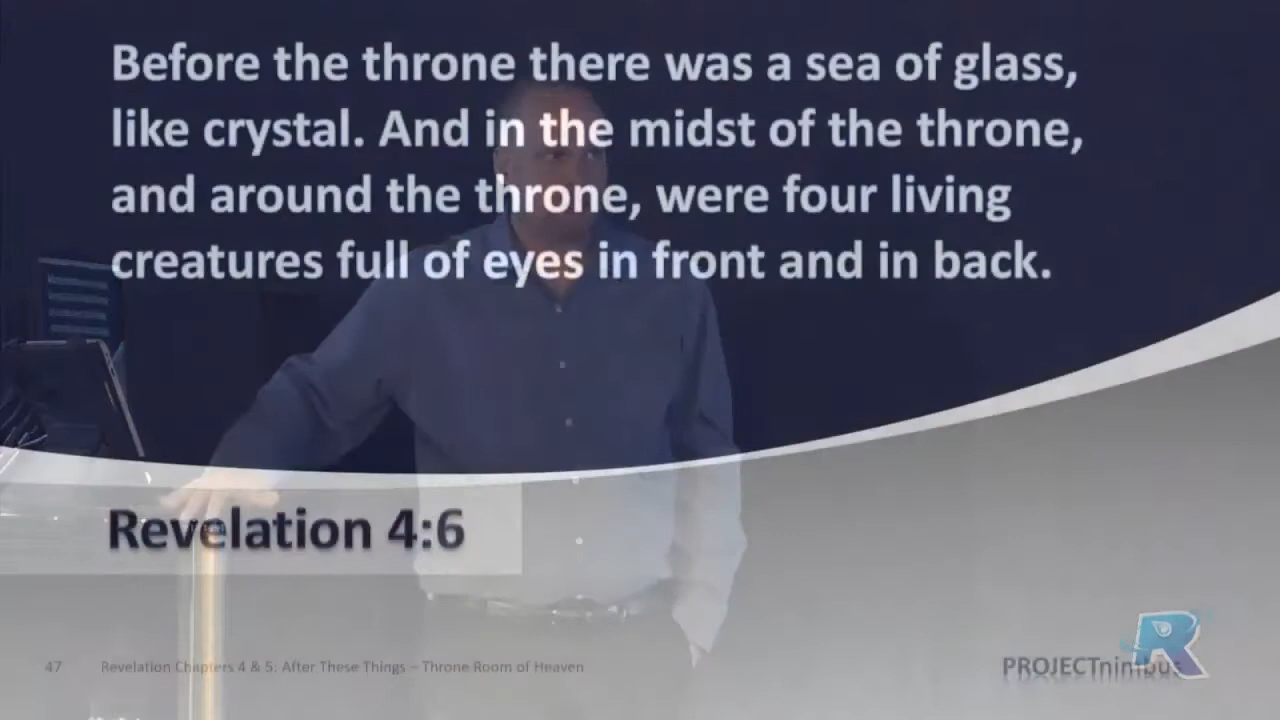 Before the throne there was a sea of glass,
like crystal. And in the midst of the throne,
and around the throne, were four living
creatures full of eyes in front and in back.
Revelation 4:6
47 Revelation Chapters 4 & 5: After These Things – Throne Room of Heaven
PROJECTnimbus
R